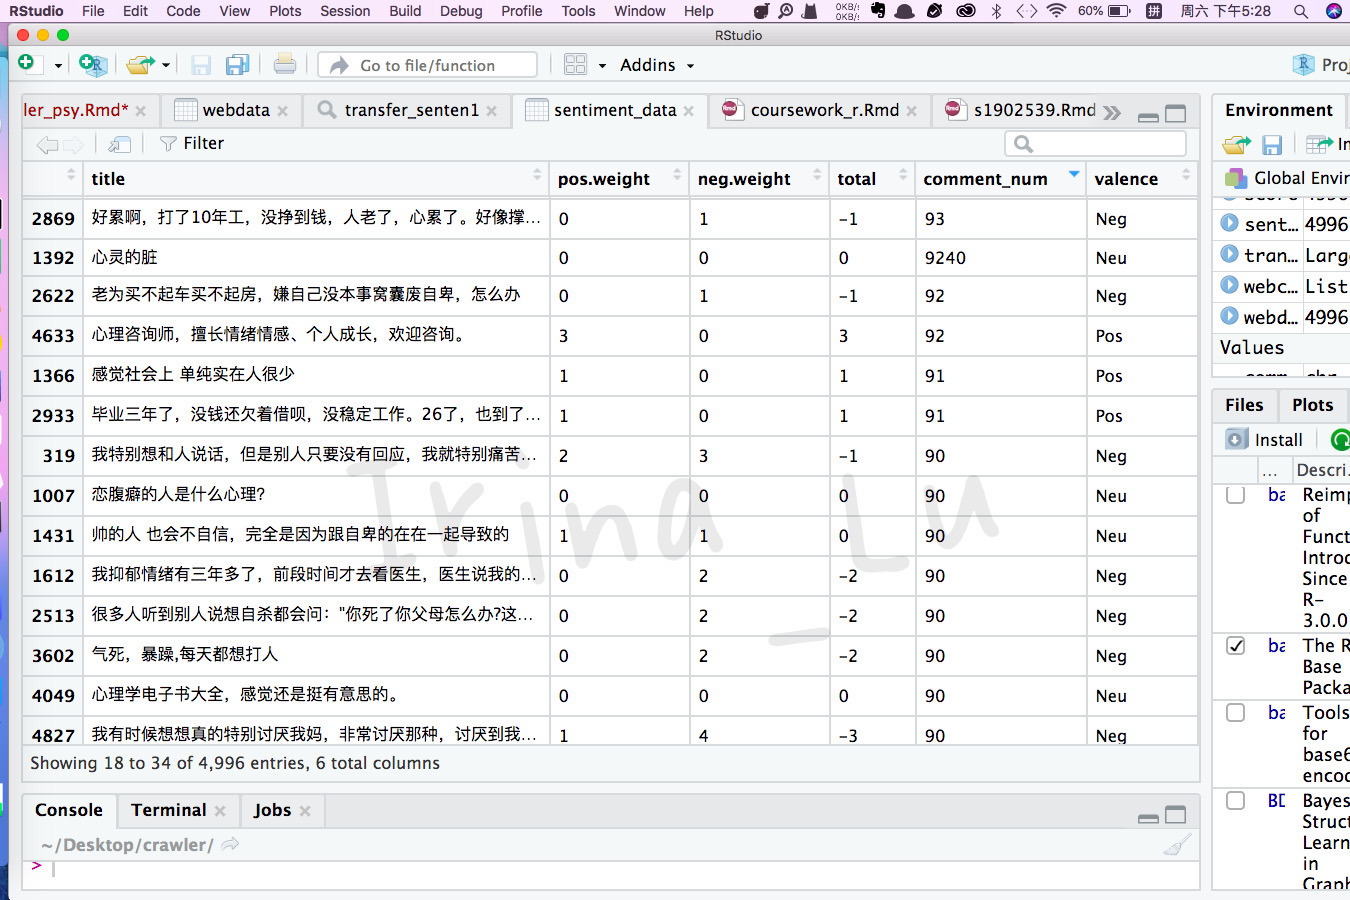 RStudio File Edit Code View Plots Session Build Debug Profile Tools Window Help 0KB/s 0KB/s 60% 拼 周六 下午5:28
RStudio
Go to file/function Addins
ler_psy.Rmd* webdata transfer_senten1 sentiment_data coursework_r.Rmd s1902539.Rmd
Filter
title pos.weight neg.weight total comment_num valence
2869 好累啊，打了10年工，没挣到钱，人老了，心累了。好像撑… 0 1 -1 93 Neg
1392 心灵的脏 0 0 0 9240 Neu
2622 老为买不起车买不起房，嫌自己没本事窝囊废自卑，怎么办 0 1 -1 92 Neg
4633 心理咨询师，擅长情绪情感、个人成长，欢迎咨询。 3 0 3 92 Pos
1366 感觉社会上 单纯实在人很少 1 0 1 91 Pos
2933 毕业三年了，没钱还欠着借呗，没稳定工作。26了，也到了… 1 0 1 91 Pos
319 我特别想和人说话，但是别人只要没有回应，我就特别痛苦… 2 3 -1 90 Neg
1007 恋腹癖的人是什么心理? 0 0 0 90 Neu
1431 帅的人 也会不自信，完全是因为跟自卑的在在一起导致的 1 1 0 90 Neu
1612 我抑郁情绪有三年多了，前段时间才去看医生，医生说我的… 0 2 -2 90 Neg
2513 很多人听到别人说想自杀都会问："你死了你父母怎么办?这… 0 2 -2 90 Neg
3602 气死，暴躁,每天都想打人 0 2 -2 90 Neg
4049 心理学电子书大全，感觉还是挺有意思的。 0 0 0 90 Neu
4827 我有时候想想真的特别讨厌我妈，非常讨厌那种，讨厌到我… 1 4 -3 90 Neg
Showing 18 to 34 of 4,996 entries, 6 total columns
Irina_Lu
Console Terminal Jobs
~/Desktop/crawler/
>
R Proj
Environment
Im
Global Envir
sent… 4996
tran… Large
webc… List
webd… 4996
Values
Files Plots
Install
… Descri
ba Reimp
of
Funct
Introd
Since
R-
3.0.0
ba The R
Base
Packa
ba Tools
for
base6
encod
BD Bayes
Struct
Learn
in
Graph